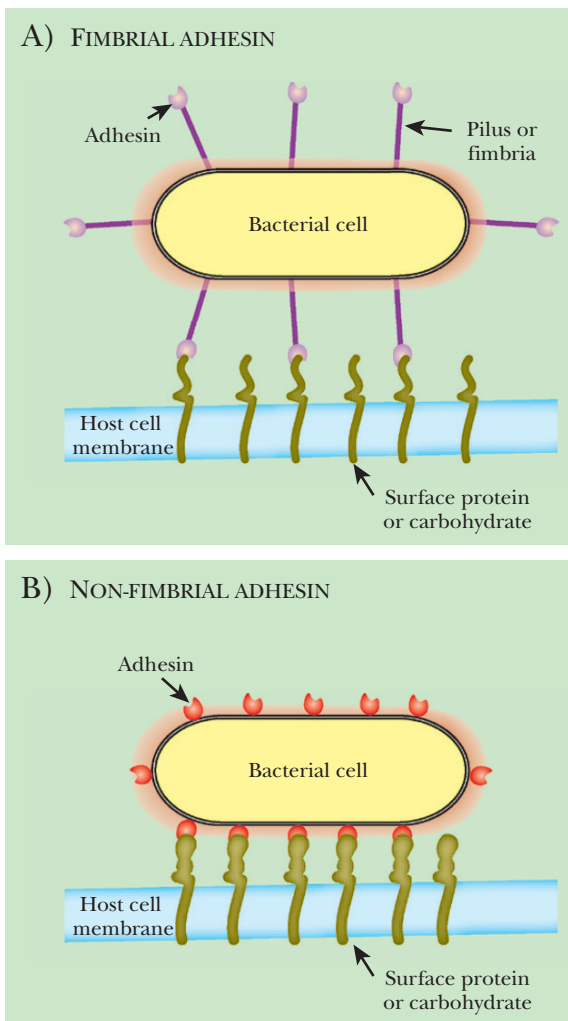 A) FIMBRIAL ADHESIN
Adhesin
Pilus or
fimbria
Bacterial cell
Host cell
membrane
Surface protein
or carbohydrate
B) NON-FIMBRIAL ADHESIN
Adhesin
Bacterial cell
Host cell
membrane
Surface protein
or carbohydrate